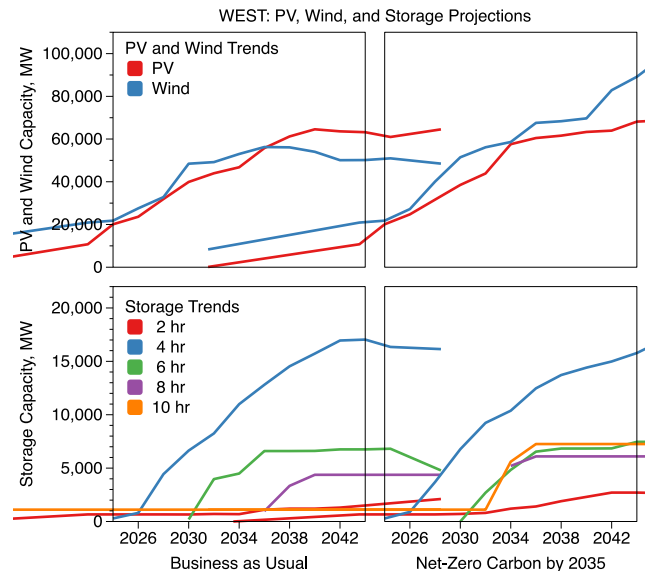 WEST: PV, Wind, and Storage Projections
PV and Wind Capacity, MW
100,000
80,000
60,000
40,000
20,000
0
PV and Wind Trends
PV
Wind
Storage Capacity, MW
20,000
15,000
10,000
5,000
0
Storage Trends
2 hr
4 hr
6 hr
8 hr
10 hr
2026 2030 2034 2038 2042 2026 2030 2034 2038 2042
Business as Usual Net-Zero Carbon by 2035